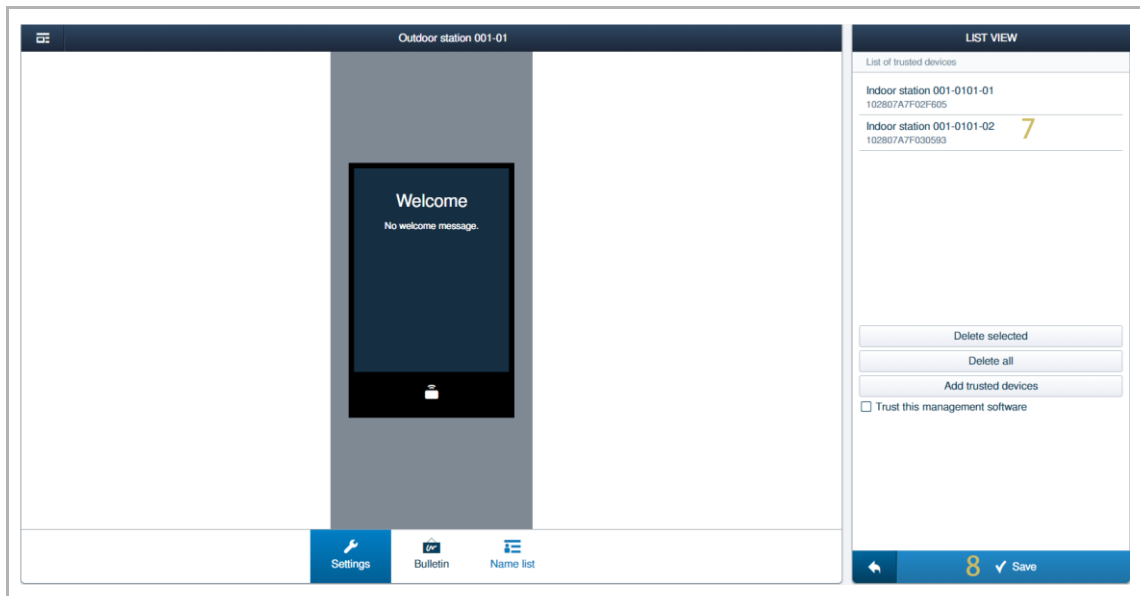 Outdoor station 001-01
Welcome
No welcome message.
Settings
Bulletin
Name list
LIST VIEW
List of trusted devices
Indoor station 001-0101-01
102807A7F02F605
Indoor station 001-0101-02
102807A7F030593
7
Delete selected
Delete all
Add trusted devices
Trust this management software
8
Save